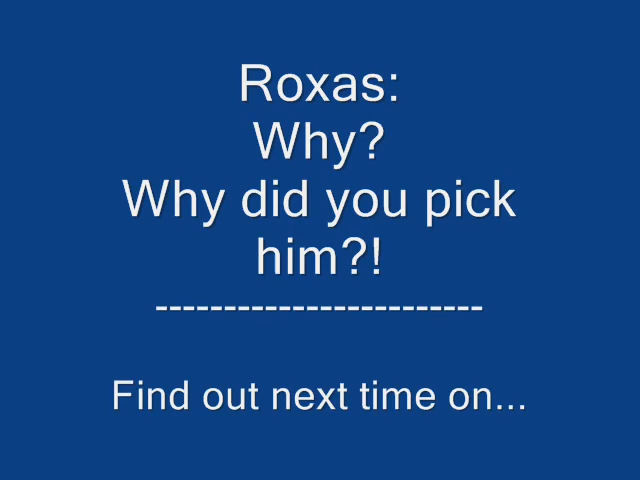 Roxas:
Why?
Why did you pick
him?!
------------------------
Find out next time on...